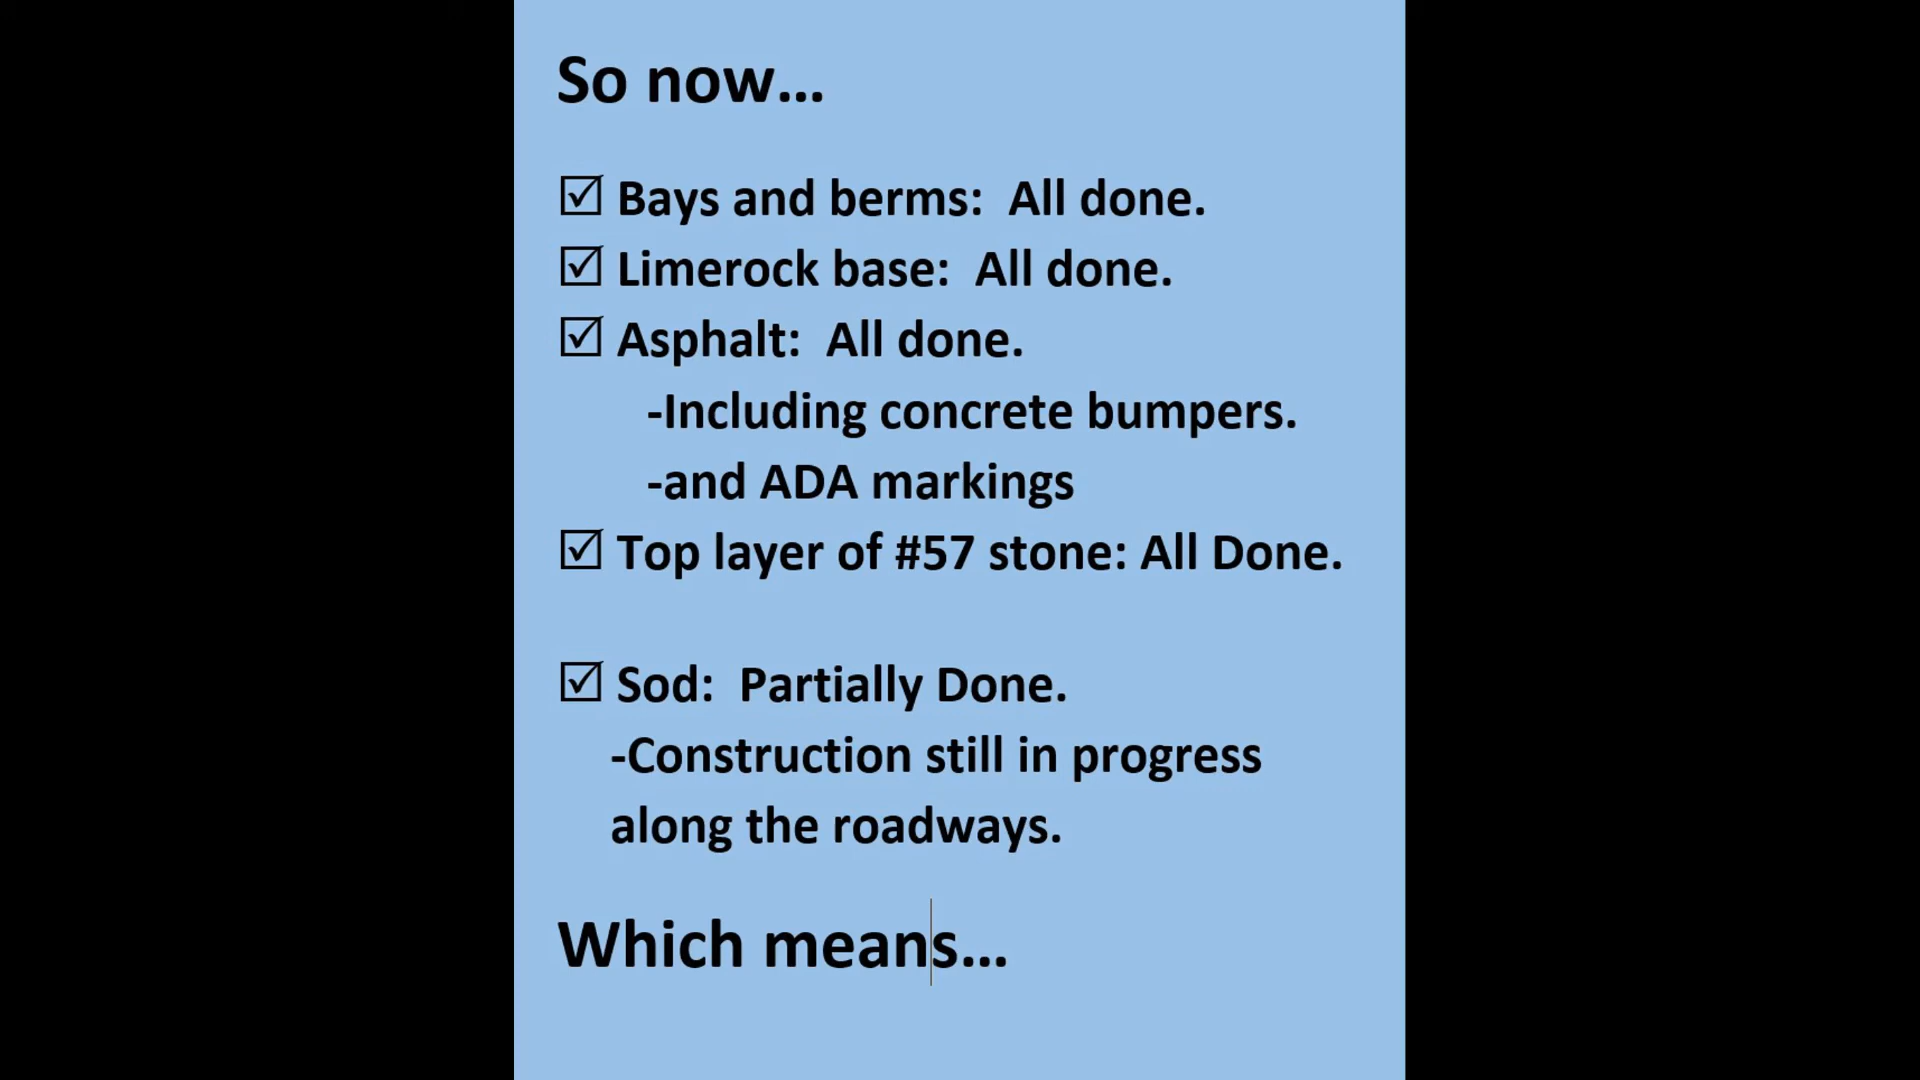 So now...
☑ Bays and berms:  All done.
☑ Limerock base:  All done.
☑ Asphalt:  All done.
-Including concrete bumpers.
-and ADA markings
☑ Top layer of #57 stone: All Done.
☑ Sod:  Partially Done.
-Construction still in progress
along the roadways.
Which means...